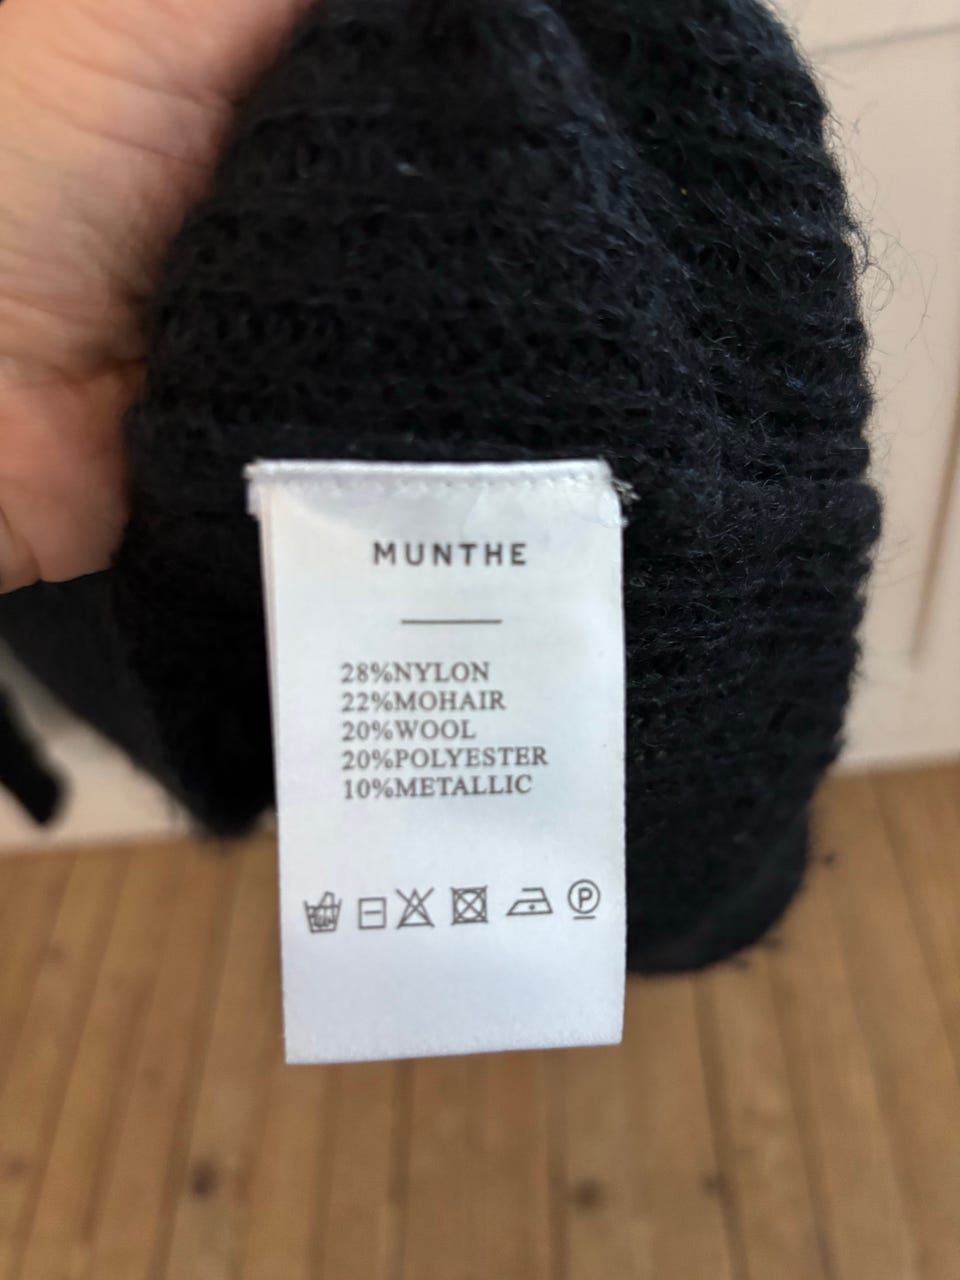 MUNTHE
28%NYLON
22%MOHAIR
20%WOOL
20%POLYESTER
10%METALLIC
P